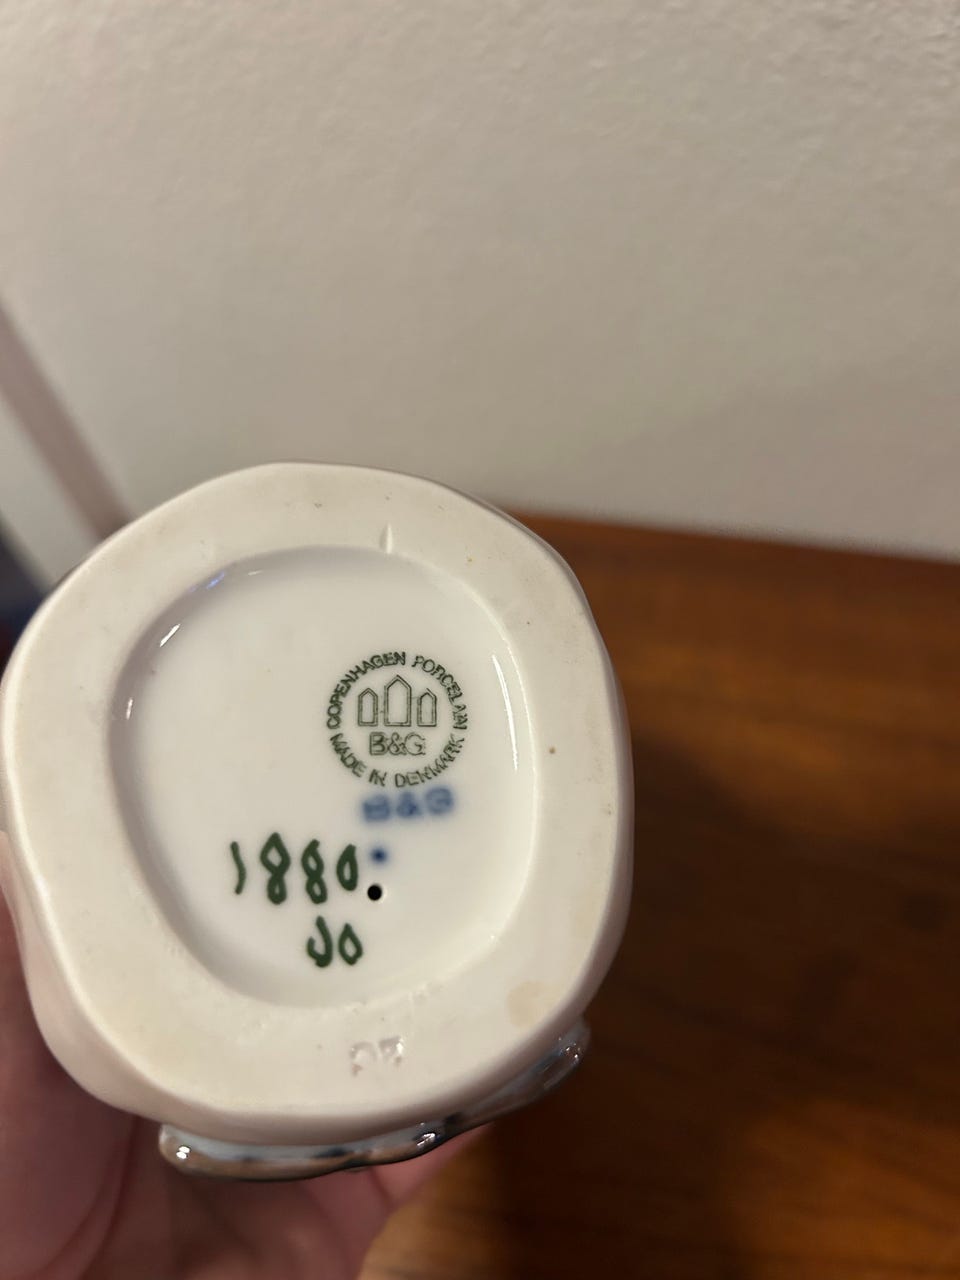 COPENHAGEN PORCELAIN
B&G
MADE IN DENMARK
B&G
1880.
Jo